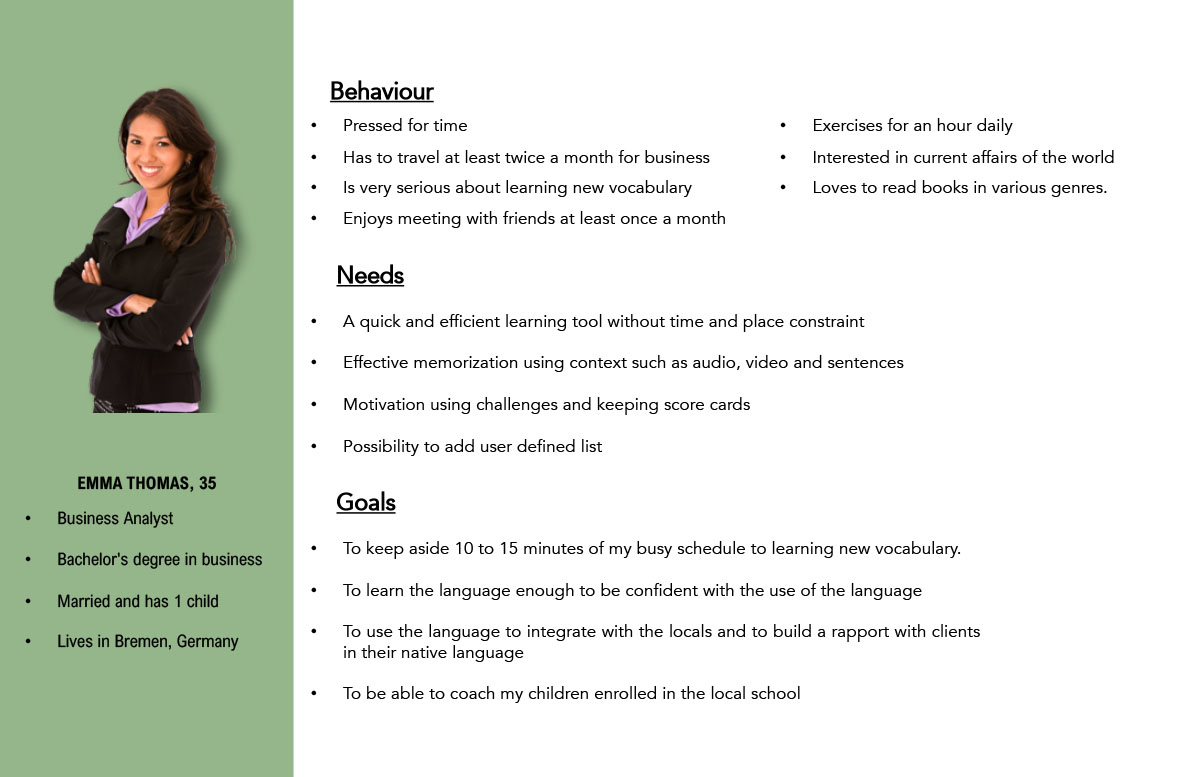 EMMA THOMAS, 35
• Business Analyst
• Bachelor's degree in business
• Married and has 1 child
• Lives in Bremen, Germany
Behaviour
• Pressed for time
• Has to travel at least twice a month for business
• Is very serious about learning new vocabulary
• Enjoys meeting with friends at least once a month
• Exercises for an hour daily
• Interested in current affairs of the world
• Loves to read books in various genres.
Needs
• A quick and efficient learning tool without time and place constraint
• Effective memorization using context such as audio, video and sentences
• Motivation using challenges and keeping score cards
• Possibility to add user defined list
Goals
• To keep aside 10 to 15 minutes of my busy schedule to learning new vocabulary.
• To learn the language enough to be confident with the use of the language
• To use the language to integrate with the locals and to build a rapport with clients
in their native language
• To be able to coach my children enrolled in the local school